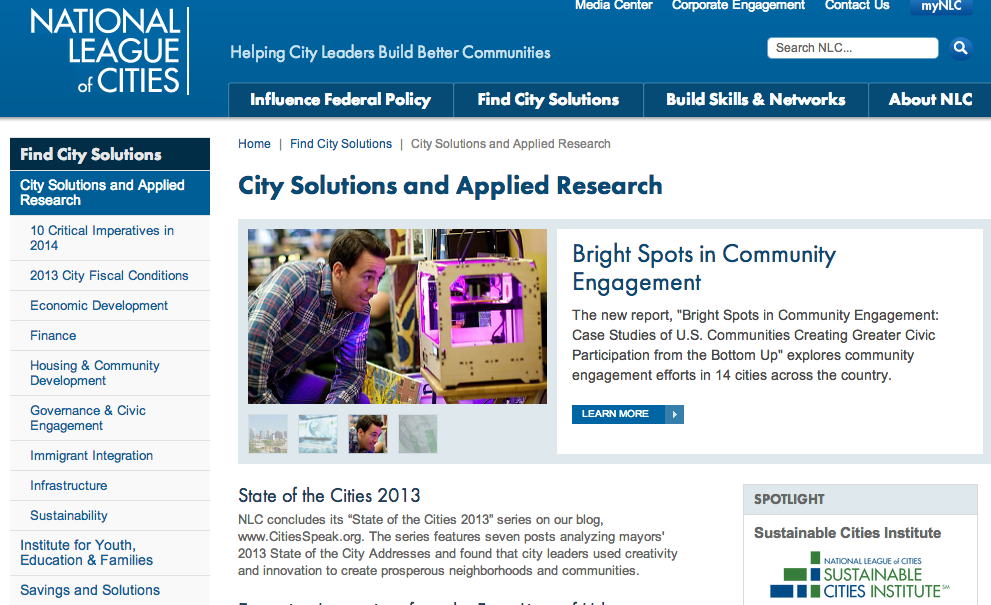 Media Center Corporate Engagement Contact Us myNLC
NATIONAL
LEAGUE
of CITIES
Helping City Leaders Build Better Communities
Search NLC...
Influence Federal Policy Find City Solutions Build Skills & Networks About NLC
Home | Find City Solutions | City Solutions and Applied Research
Find City Solutions
City Solutions and Applied
Research
10 Critical Imperatives in
2014
2013 City Fiscal Conditions
Economic Development
Finance
Housing & Community
Development
Governance & Civic
Engagement
Immigrant Integration
Infrastructure
Sustainability
Institute for Youth,
Education & Families
Savings and Solutions
City Solutions and Applied Research
Bright Spots in Community
Engagement
The new report, "Bright Spots in Community Engagement:
Case Studies of U.S. Communities Creating Greater Civic
Participation from the Bottom Up" explores community
engagement efforts in 14 cities across the country.
LEARN MORE
State of the Cities 2013
NLC concludes its “State of the Cities 2013” series on our blog,
www.CitiesSpeak.org. The series features seven posts analyzing mayors'
2013 State of the City Addresses and found that city leaders used creativity
and innovation to create prosperous neighborhoods and communities.
SPOTLIGHT
Sustainable Cities Institute
NATIONAL LEAGUE of CITIES
SUSTAINABLE
CITIES INSTITUTE SM